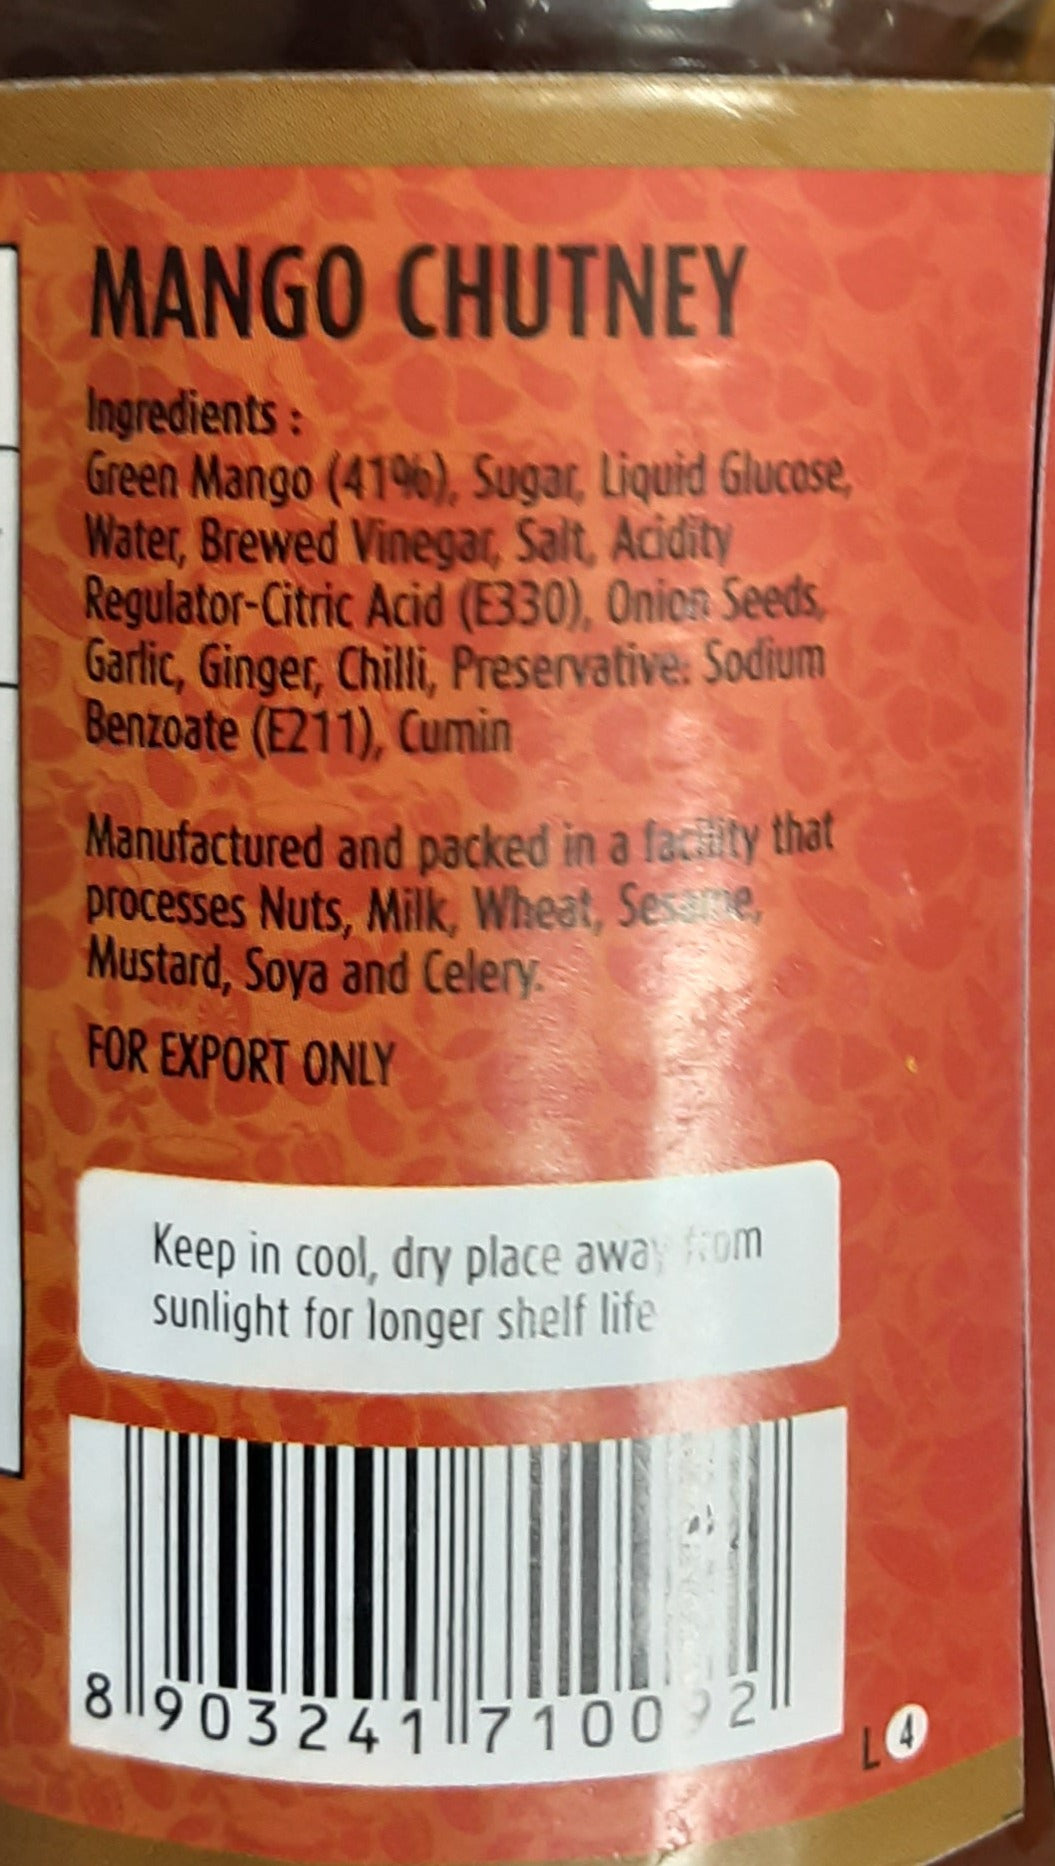 MANGO CHUTNEY
Ingredients :
Green Mango (41%), Sugar, Liquid Glucose,
Water, Brewed Vinegar, Salt, Acidity
Regulator-Citric Acid (E330), Onion Seeds,
Garlic, Ginger, Chilli, Preservative: Sodium
Benzoate (E211), Cumin
Manufactured and packed in a facility that
processes Nuts, Milk, Wheat, Sesame,
Mustard, Soya and Celery.
FOR EXPORT ONLY
Keep in cool, dry place away from
sunlight for longer shelf life
8 903241 710092
L 4